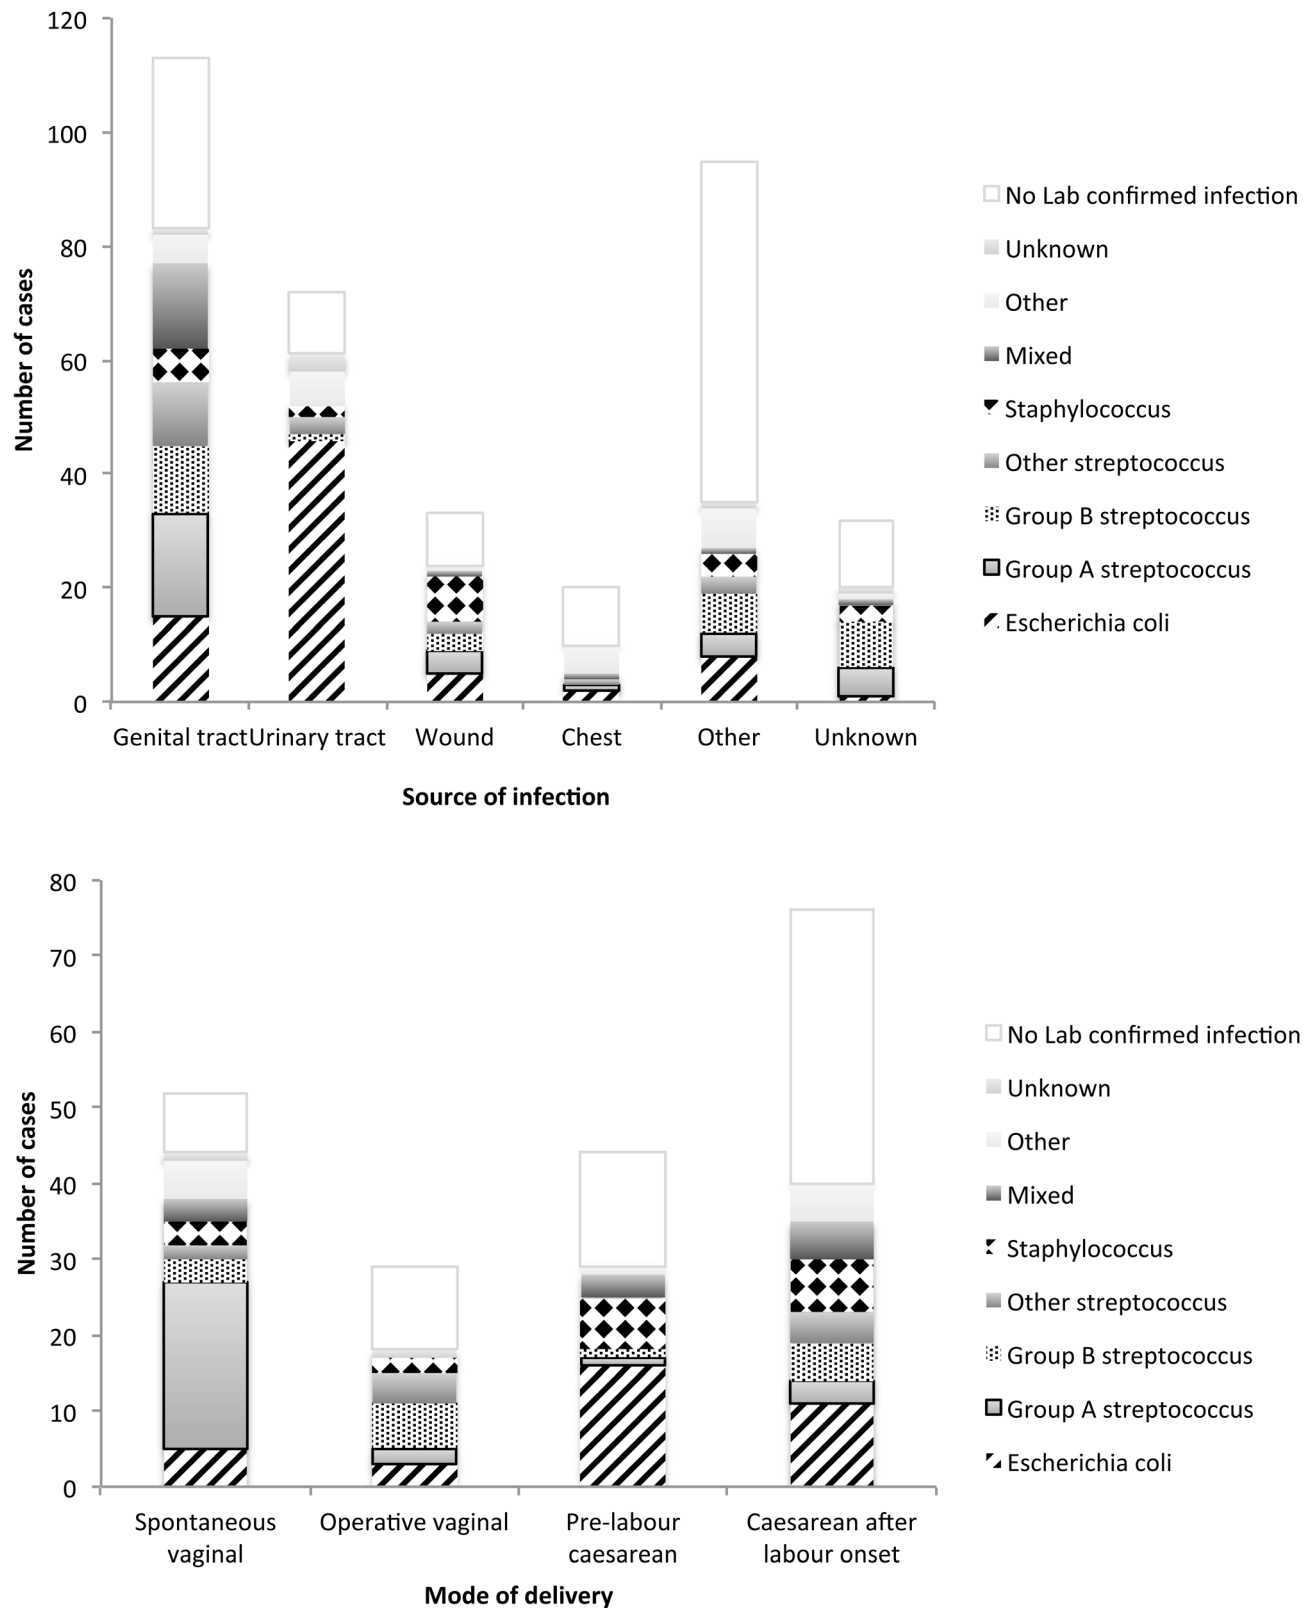 120
100
80
60
40
20
0
Number of cases
Genital tract Urinary tract Wound Chest Other Unknown
Source of infection
No Lab confirmed infection
Unknown
Other
Mixed
Staphylococcus
Other streptococcus
Group B streptococcus
Group A streptococcus
Escherichia coli
80
70
60
50
40
30
20
10
0
Number of cases
Spontaneous
vaginal
Operative vaginal
Pre-labour
caesarean
Caesarean after
labour onset
Mode of delivery
No Lab confirmed infection
Unknown
Other
Mixed
Staphylococcus
Other streptococcus
Group B streptococcus
Group A streptococcus
Escherichia coli